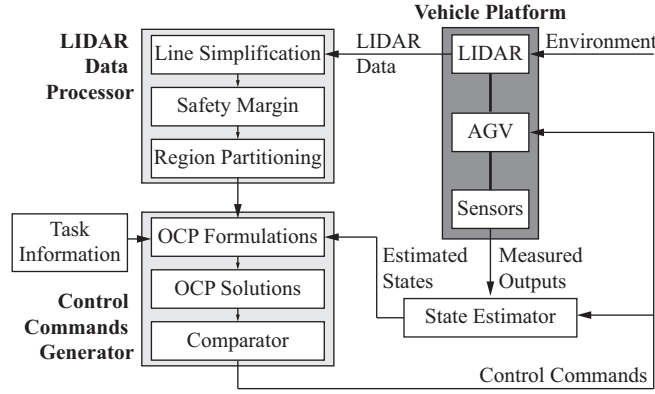 Vehicle Platform
LIDAR
Data
Processor
Line Simplification
Safety Margin
Region Partitioning
LIDAR
Data
LIDAR
Environment
AGV
Sensors
Task
Information
OCP Formulations
OCP Solutions
Comparator
Control
Commands
Generator
Estimated
States
Measured
Outputs
State Estimator
Control Commands